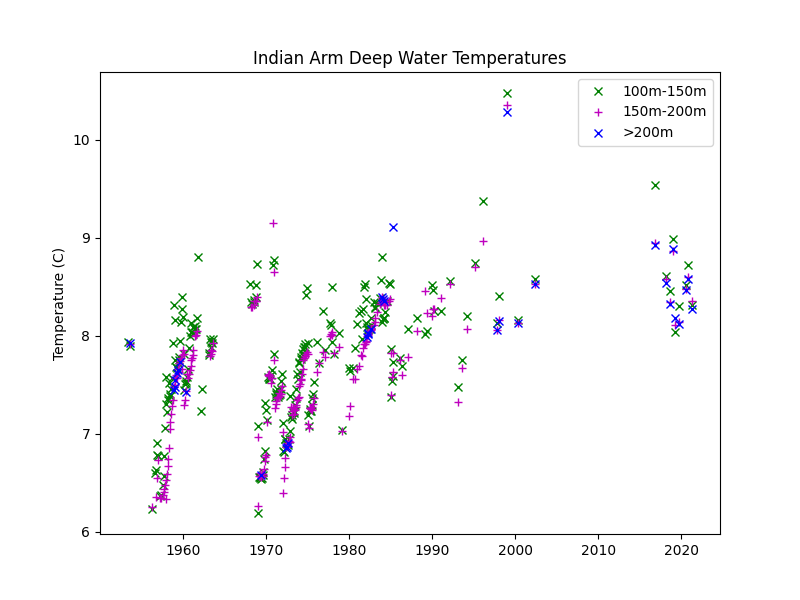 Indian Arm Deep Water Temperatures
100m-150m
150m-200m
>200m
Temperature (C)
10
9
8
7
6
1960 1970 1980 1990 2000 2010 2020